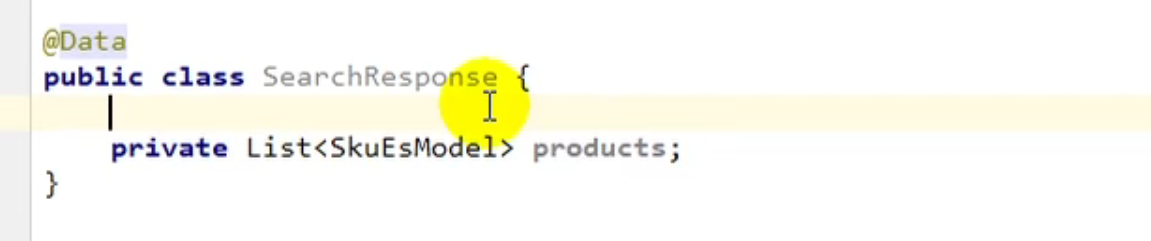 @Data
public class SearchResponse {
    private List<SkuEsModel> products;
}